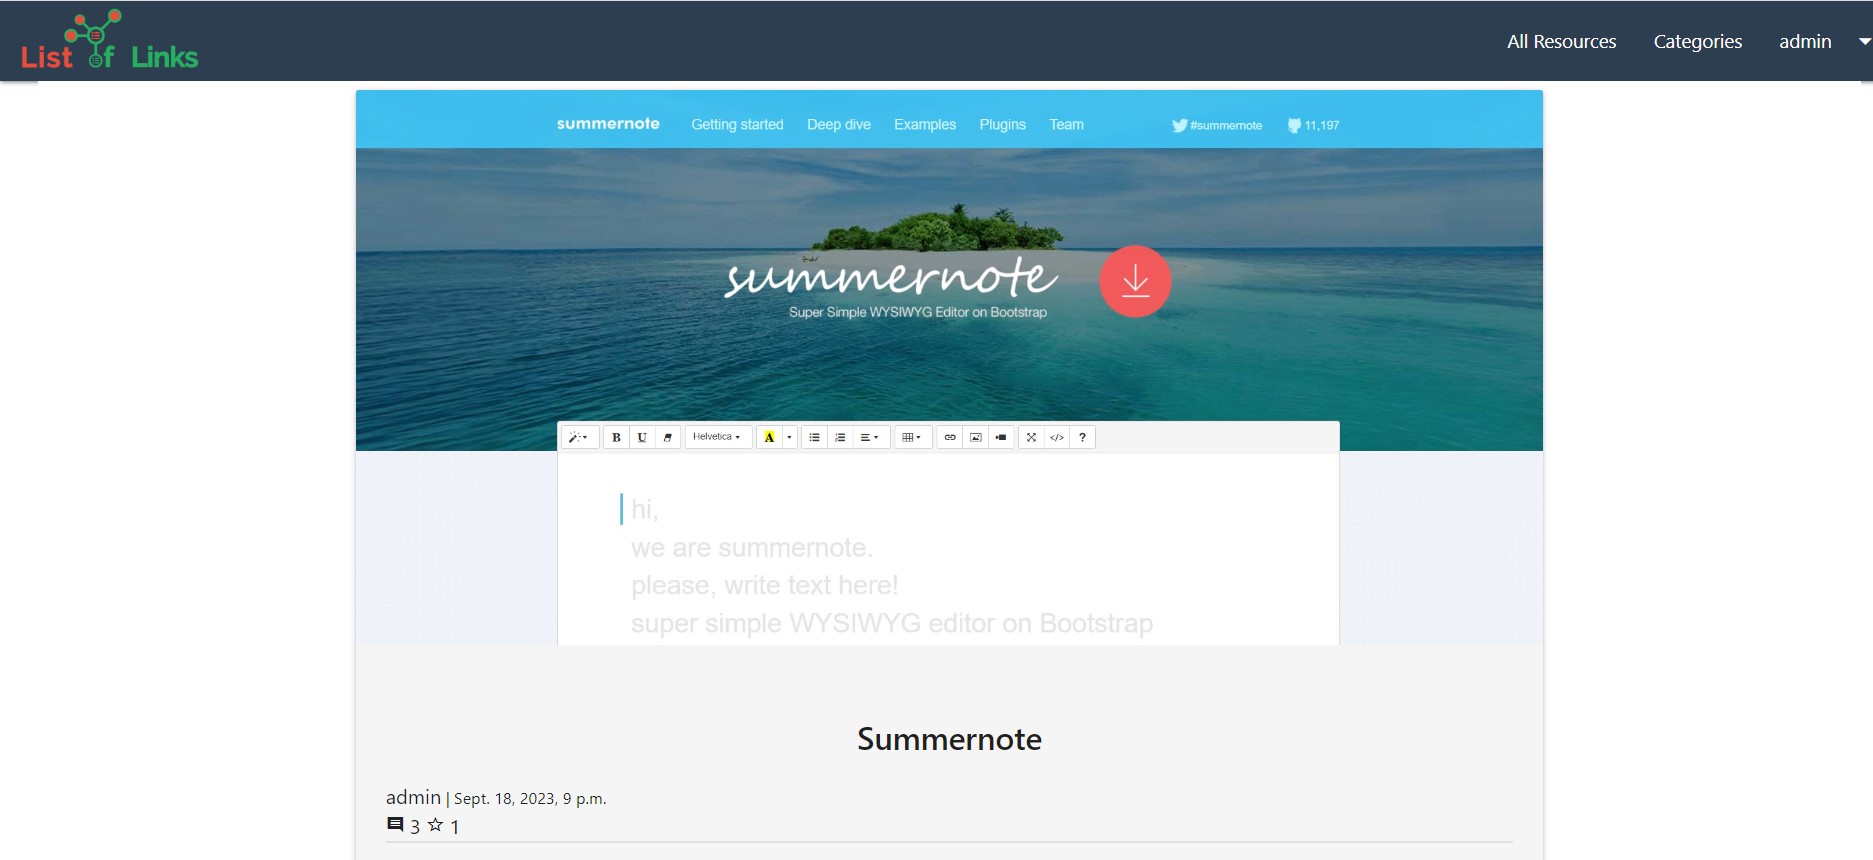 List Of Links
All Resources Categories admin
summernote Getting started Deep dive Examples Plugins Team #summernote 11,197
summernote
Super Simple WYSIWYG Editor on Bootstrap
B U Helvetica A </> ?
hi,
we are summernote.
please, write text here!
super simple WYSIWYG editor on Bootstrap
Summernote
admin | Sept. 18, 2023, 9 p.m.
3 1